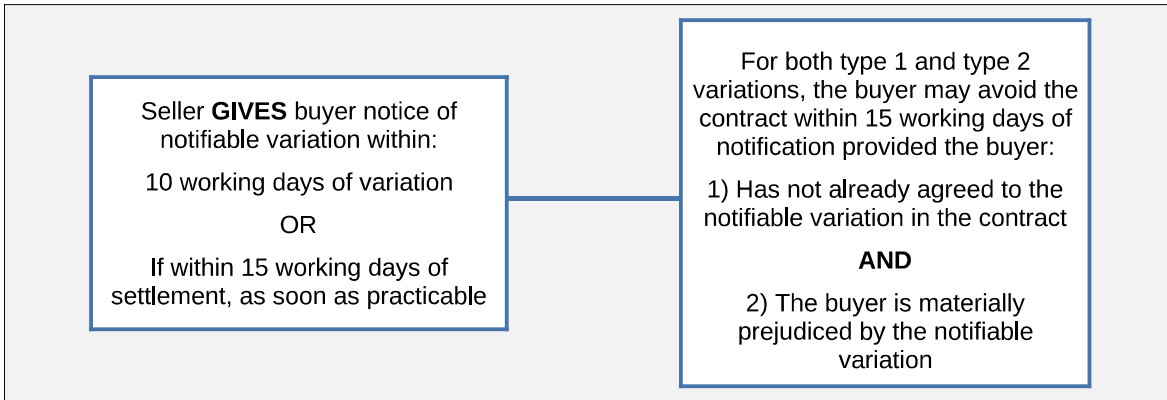 Seller GIVES buyer notice of
notifiable variation within:
10 working days of variation
OR
If within 15 working days of
settlement, as soon as practicable
For both type 1 and type 2
variations, the buyer may avoid the
contract within 15 working days of
notification provided the buyer:
1) Has not already agreed to the
notifiable variation in the contract
AND
2) The buyer is materially
prejudiced by the notifiable
variation